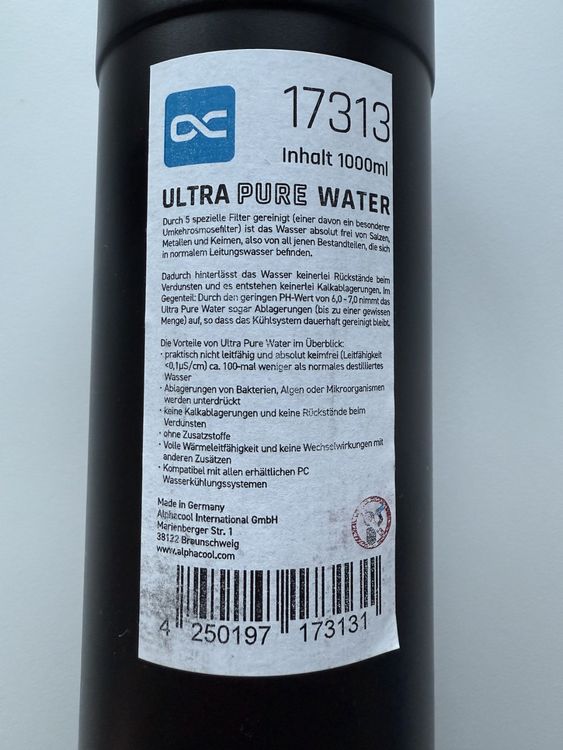 17313
Inhalt 1000ml
ULTRA PURE WATER
Durch 5 spezielle Filter gereinigt (einer davon ein besonderer
Umkehrosmosefilter) ist das Wasser absolut frei von Salzen,
Metallen und Keimen, also von all jenen Bestandteilen, die sich
in normalem Leitungswasser befinden.
Dadurch hinterlässt das Wasser keinerlei Rückstände beim
Verdunsten und es entstehen keinerlei Kalkablagerungen. Im
Gegenteil: Durch den geringen PH-Wert von 6,0-7,0 nimmt das
Ultra Pure Water sogar Ablagerungen (bis zu einer gewissen
Menge) auf, so dass das Kühlsystem dauerhaft gereinigt bleibt.
Die Vorteile von Ultra Pure Water im Überblick:
· praktisch nicht leitfähig und absolut keimfrei (Leitfähigkeit
<0,1µS/cm) ca. 100-mal weniger als normales destilliertes
Wasser
· Ablagerungen von Bakterien, Algen oder Mikroorganismen
werden unterdrückt
· keine Kalkablagerungen und keine Rückstände beim
Verdunsten
· ohne Zusatzstoffe
· Volle Wärmeleitfähigkeit und keine Wechselwirkungen mit
anderen Zusätzen
· Kompatibel mit allen erhältlichen PC
Wasserkühlungssystemen
Made in Germany
Alphacool International GmbH
Marienberger Str. 1
38122 Braunschweig
www.alphacool.com
4 250197 173131